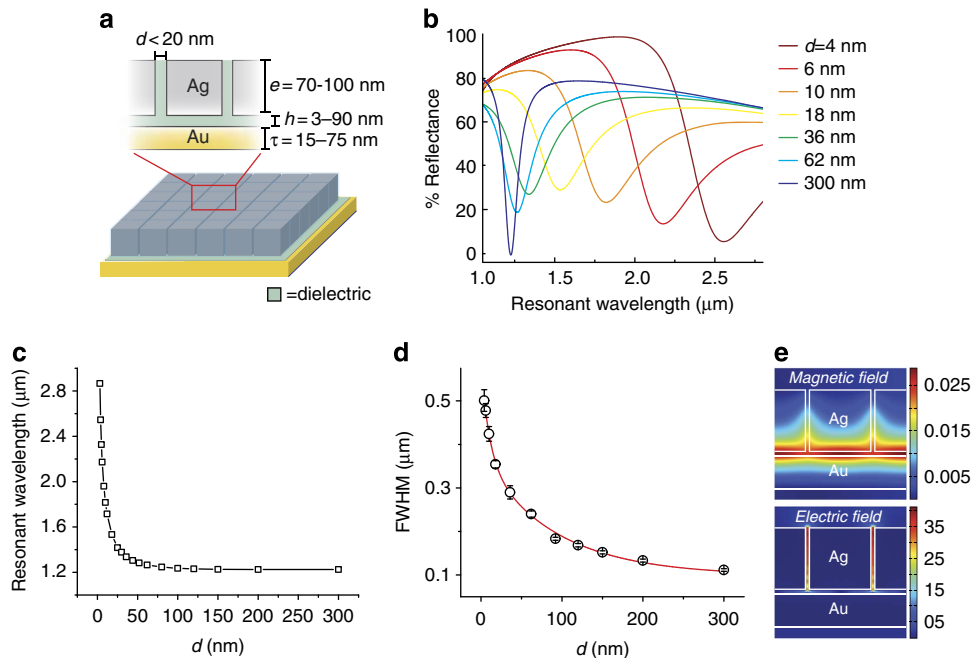 a
d < 20 nm
Ag
e = 70-100 nm
h = 3–90 nm
Au
τ = 15–75 nm
=dielectric
b
100
80
60
40
20
0
% Reflectance
1.0
1.5
2.0
2.5
Resonant wavelength (μm)
d=4 nm
6 nm
10 nm
18 nm
36 nm
62 nm
300 nm
c
2.8
2.4
2.0
1.6
1.2
Resonant wavelength (μm)
0 50 100 150 200 250 300
d (nm)
d
0.5
0.3
0.1
FWHM (μm)
0 100 200 300
d (nm)
e
Magnetic field
Ag
Au
0.025
0.015
0.005
Electric field
Ag
Au
35
25
15
05